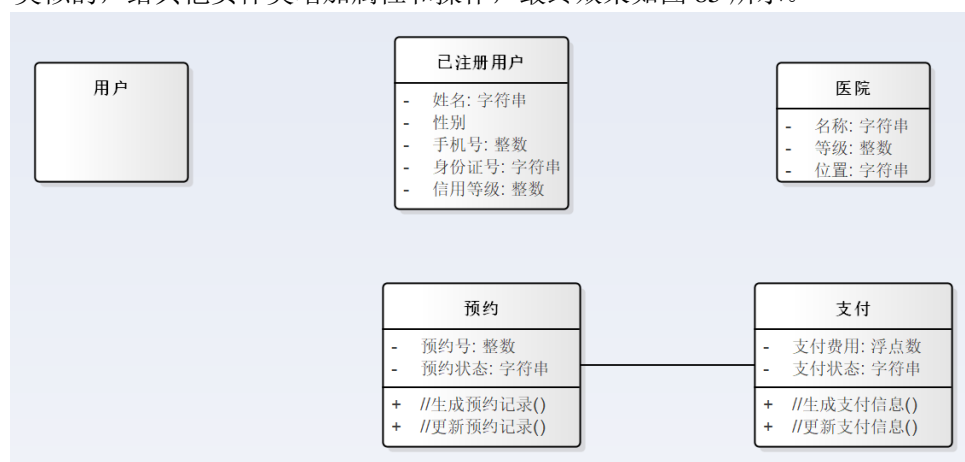 用户
已注册用户
- 姓名: 字符串
- 性别
- 手机号: 整数
- 身份证号: 字符串
- 信用等级: 整数
医院
- 名称: 字符串
- 等级: 整数
- 位置: 字符串
预约
- 预约号: 整数
- 预约状态: 字符串
+ //生成预约记录()
+ //更新预约记录()
支付
- 支付费用: 浮点数
- 支付状态: 字符串
+ //生成支付信息()
+ //更新支付信息()